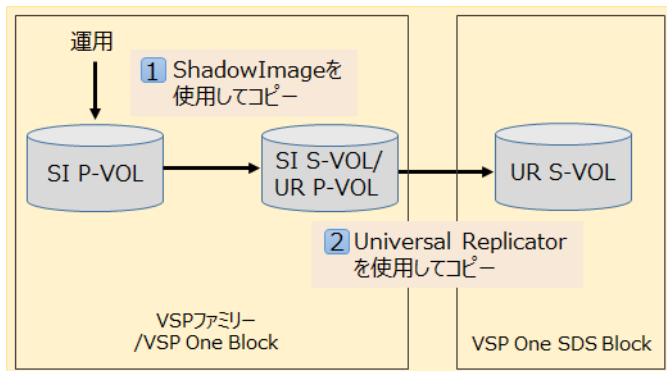 運用
1 ShadowImageを
使用してコピー
SI P-VOL
SI S-VOL/
UR P-VOL
UR S-VOL
2 Universal Replicator
を使用してコピー
VSPファミリー
/VSP One Block
VSP One SDS Block